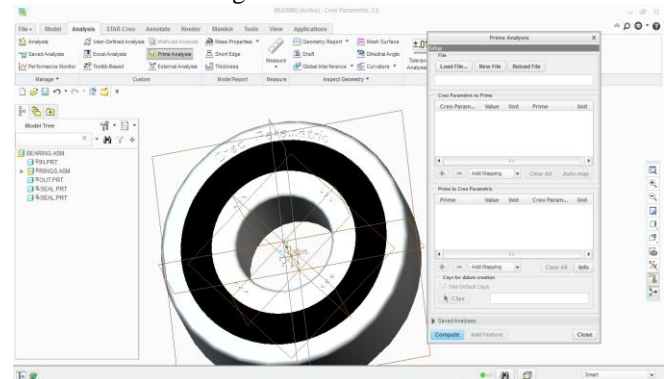 BEARING (Active) - Creo Parametric 3.0
File Model Analysis STAR-Creo Annotate Render Manikin Tools View Applications
Analysis User-Defined Analysis Mass Properties Geometry Report Mesh Surface
Saved Analysis Excel Analysis Prime Analysis Short Edge Measure Draft Dihedral Angle
Performance Monitor Toolkit-Based External Analysis Thickness Global Interference Curvature
Manage Custom Model Report Measure Inspect Geometry
Model Tree
BEARING.ASM
IN.PRT
RINGS.ASM
OUT.PRT
SEAL.PRT
SEAL.PRT
Creo Parametric
Prime Analysis
Setup
File
Load File... New File Reload File
Creo Parametric to Prime
Creo Param... Value Unit Prime Unit
Add Mapping Clear All Auto-map
Prime to Creo Parametric
Prime Value Unit Creo Param... Unit
Add Mapping Clear All Info
Csys for datum creation
Use Default Csys
Csys
Saved Analyses
Compute Add Feature Close
Smart